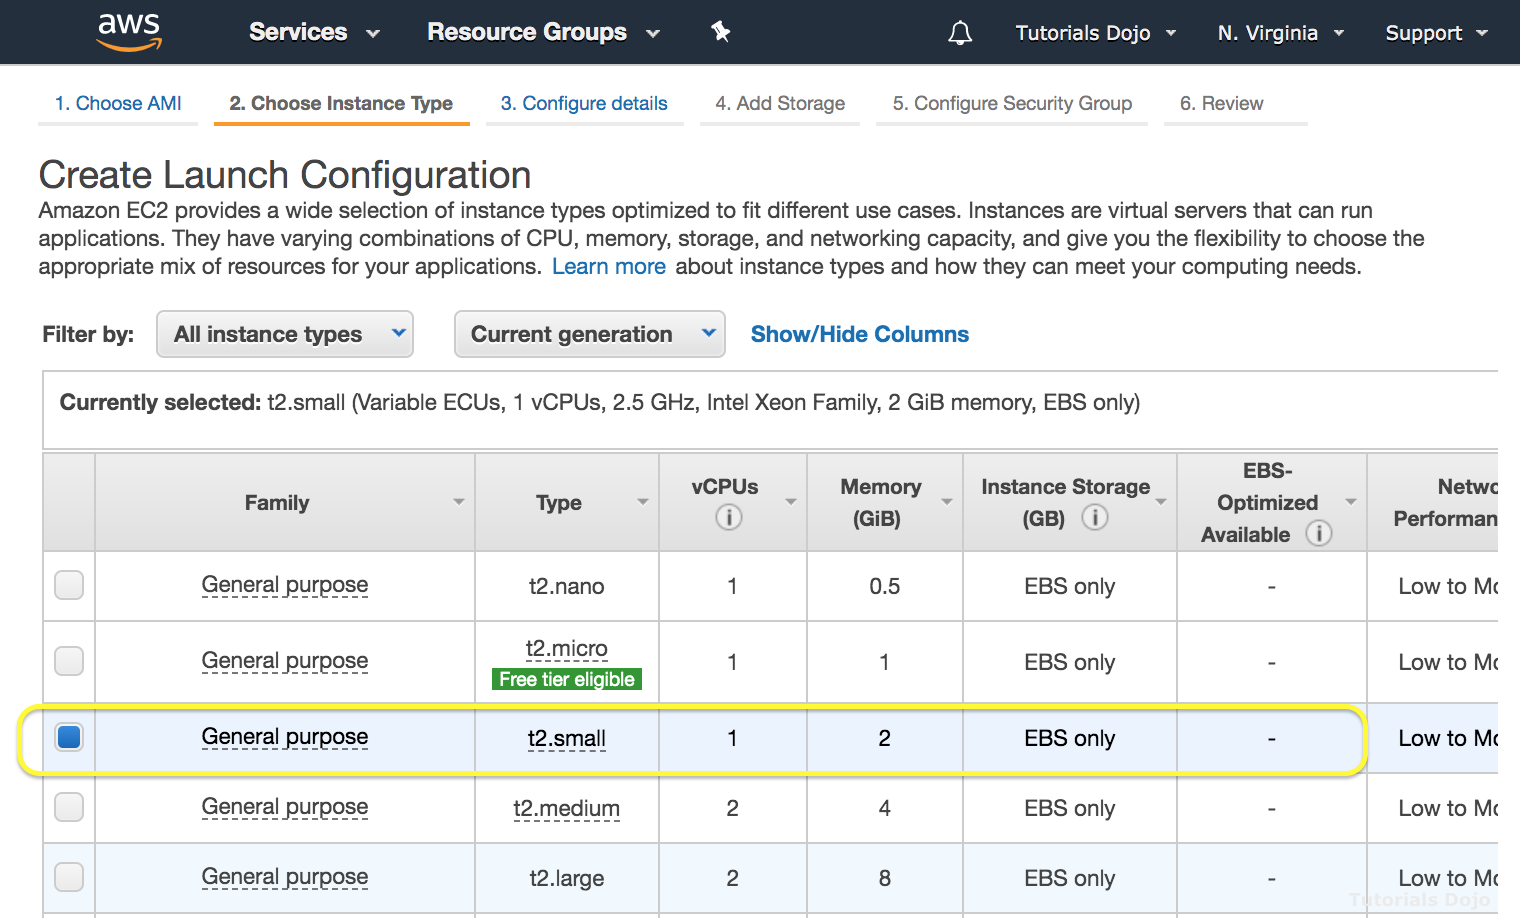 aws Services Resource Groups Tutorials Dojo N. Virginia Support
1. Choose AMI 2. Choose Instance Type 3. Configure details 4. Add Storage 5. Configure Security Group 6. Review
Create Launch Configuration
Amazon EC2 provides a wide selection of instance types optimized to fit different use cases. Instances are virtual servers that can run
applications. They have varying combinations of CPU, memory, storage, and networking capacity, and give you the flexibility to choose the
appropriate mix of resources for your applications. Learn more about instance types and how they can meet your computing needs.
Filter by: All instance types Current generation Show/Hide Columns
Currently selected: t2.small (Variable ECUs, 1 vCPUs, 2.5 GHz, Intel Xeon Family, 2 GiB memory, EBS only)
Family Type vCPUs i Memory (GiB) Instance Storage (GB) i EBS-Optimized Available i Netwo Performan
General purpose t2.nano 1 0.5 EBS only - Low to Mo
General purpose t2.micro 1 1 EBS only - Low to Mo
Free tier eligible
General purpose t2.small 1 2 EBS only - Low to Mo
General purpose t2.medium 2 4 EBS only - Low to Mo
General purpose t2.large 2 8 EBS only - Low to Mo
Tutorials Dojo